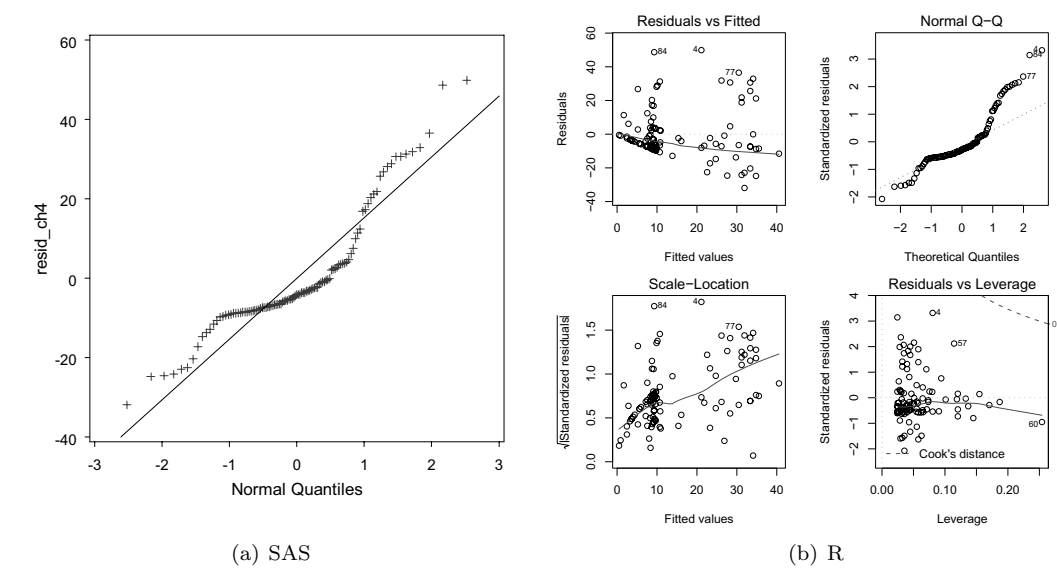 60
40
20
0
-20
-40
resid_ch4
-3
-2
-1
0
1
2
3
Normal Quantiles
(a) SAS
Residuals vs Fitted
60
40
20
0
−20
−40
Residuals
84
4
77
0 10 20 30 40
Fitted values
Normal Q−Q
3
2
1
0
−1
−2
Standardized residuals
4
84
77
−2 −1 0 1 2
Theoretical Quantiles
Scale−Location
1.5
1.0
0.5
0.0
√|Standardized residuals|
84
4
77
0 10 20 30 40
Fitted values
Residuals vs Leverage
4
3
2
1
0
−2
Standardized residuals
4
57
60
0
Cook's distance
0.00 0.10 0.20
Leverage
(b) R